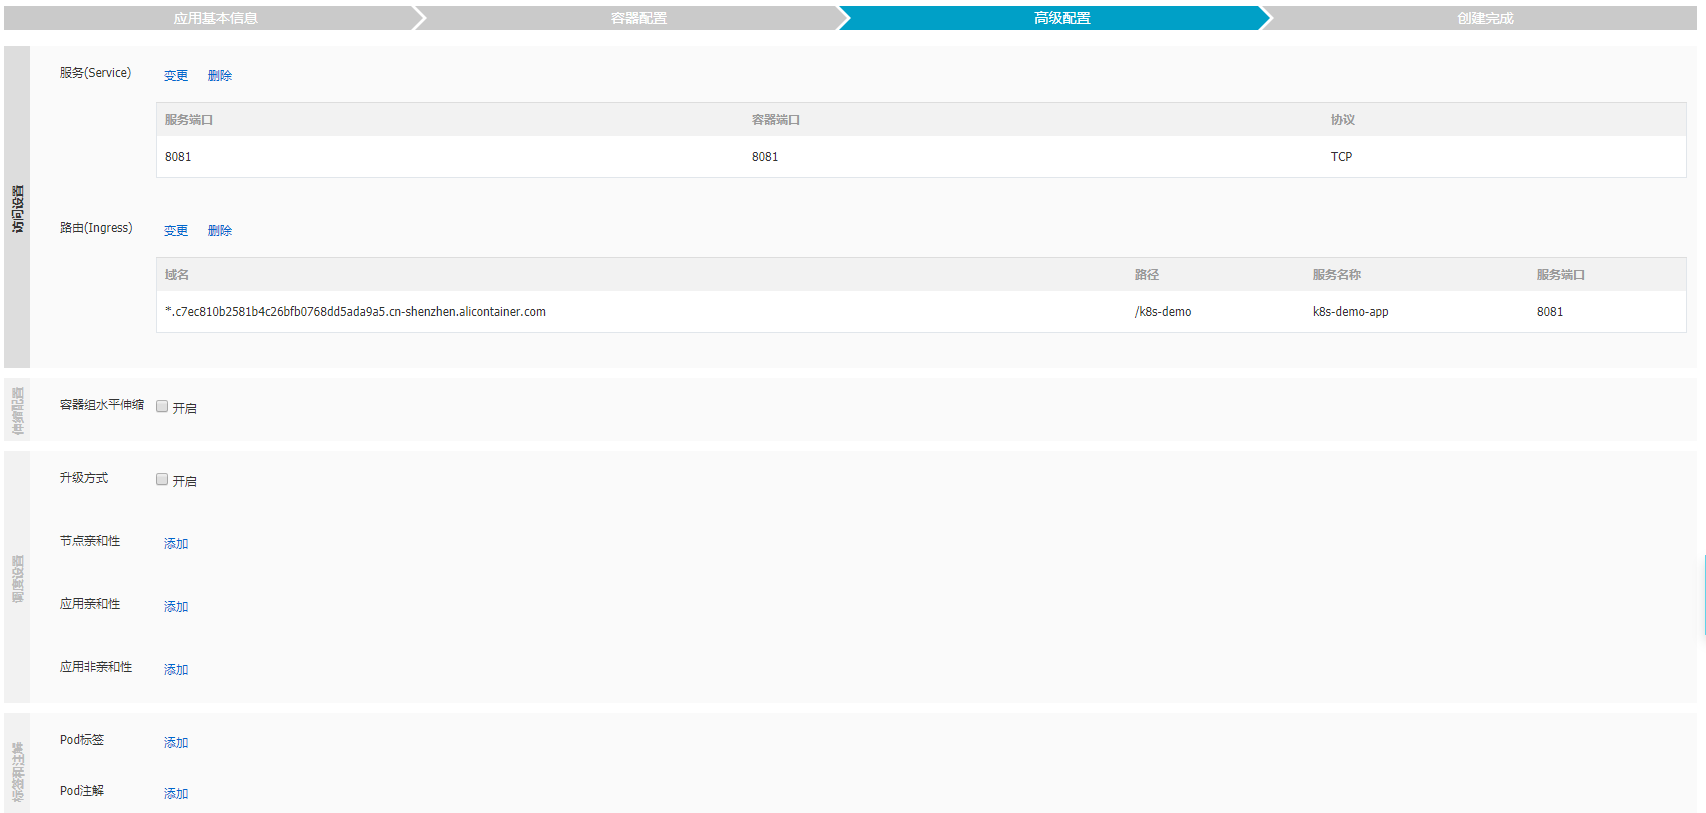 应用基本信息 容器配置 高级配置 创建完成
访问设置
服务(Service) 变更 删除
服务端口 容器端口 协议
8081 8081 TCP
路由(Ingress) 变更 删除
域名 路径 服务名称 服务端口
*.c7ec810b2581b4c26bfb0768dd5ada9a5.cn-shenzhen.alicontainer.com /k8s-demo k8s-demo-app 8081
伸缩配置
容器组水平伸缩 开启
调度设置
升级方式 开启
节点亲和性 添加
应用亲和性 添加
应用非亲和性 添加
标签和注释
Pod标签 添加
Pod注解 添加